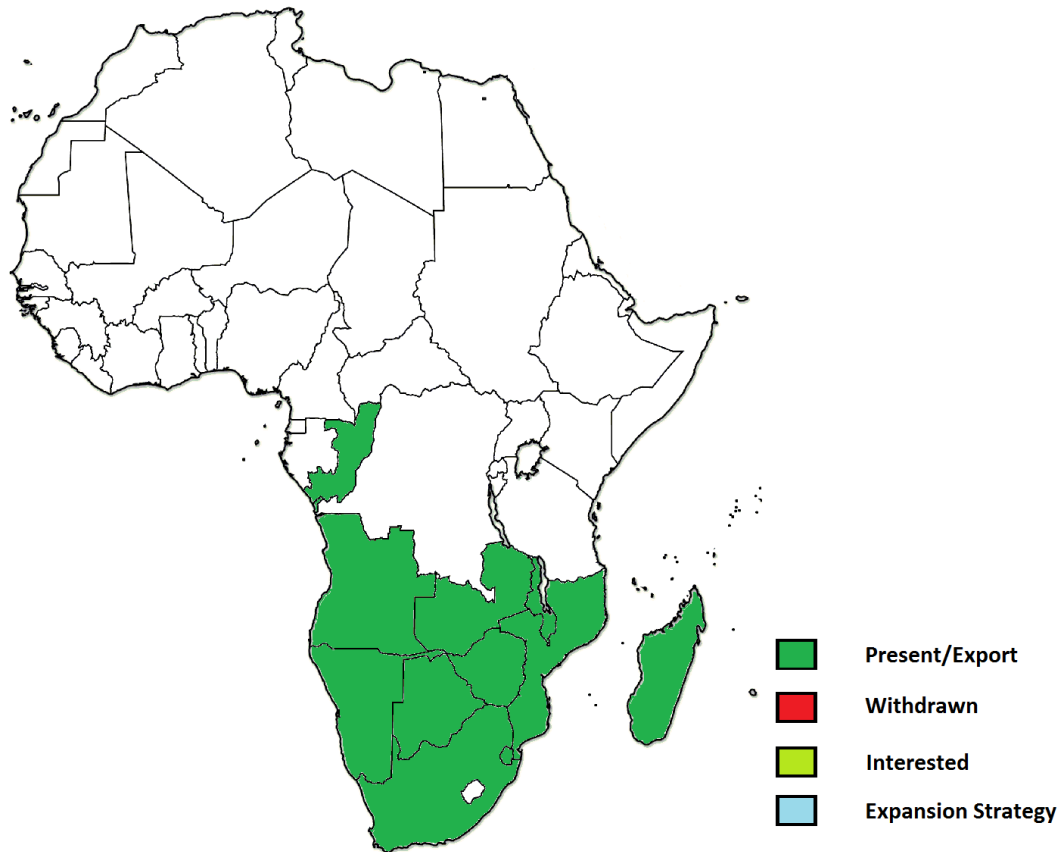 Present/Export
Withdrawn
Interested
Expansion Strategy